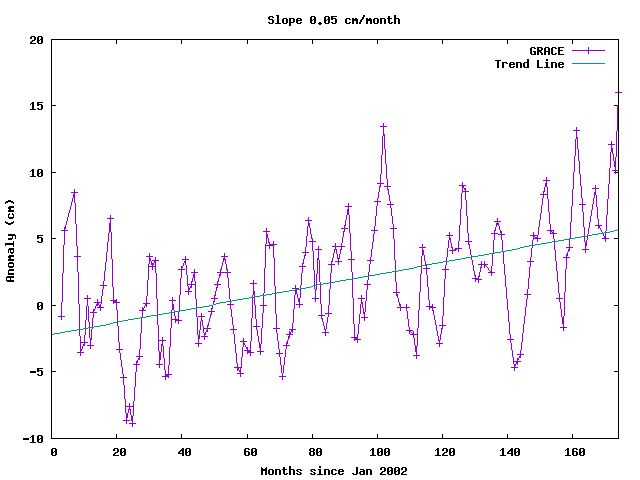 Slope 0.05 cm/month
GRACE
Trend Line
20
15
10
5
0
-5
-10
Anomaly (cm)
0 20 40 60 80 100 120 140 160
Months since Jan 2002